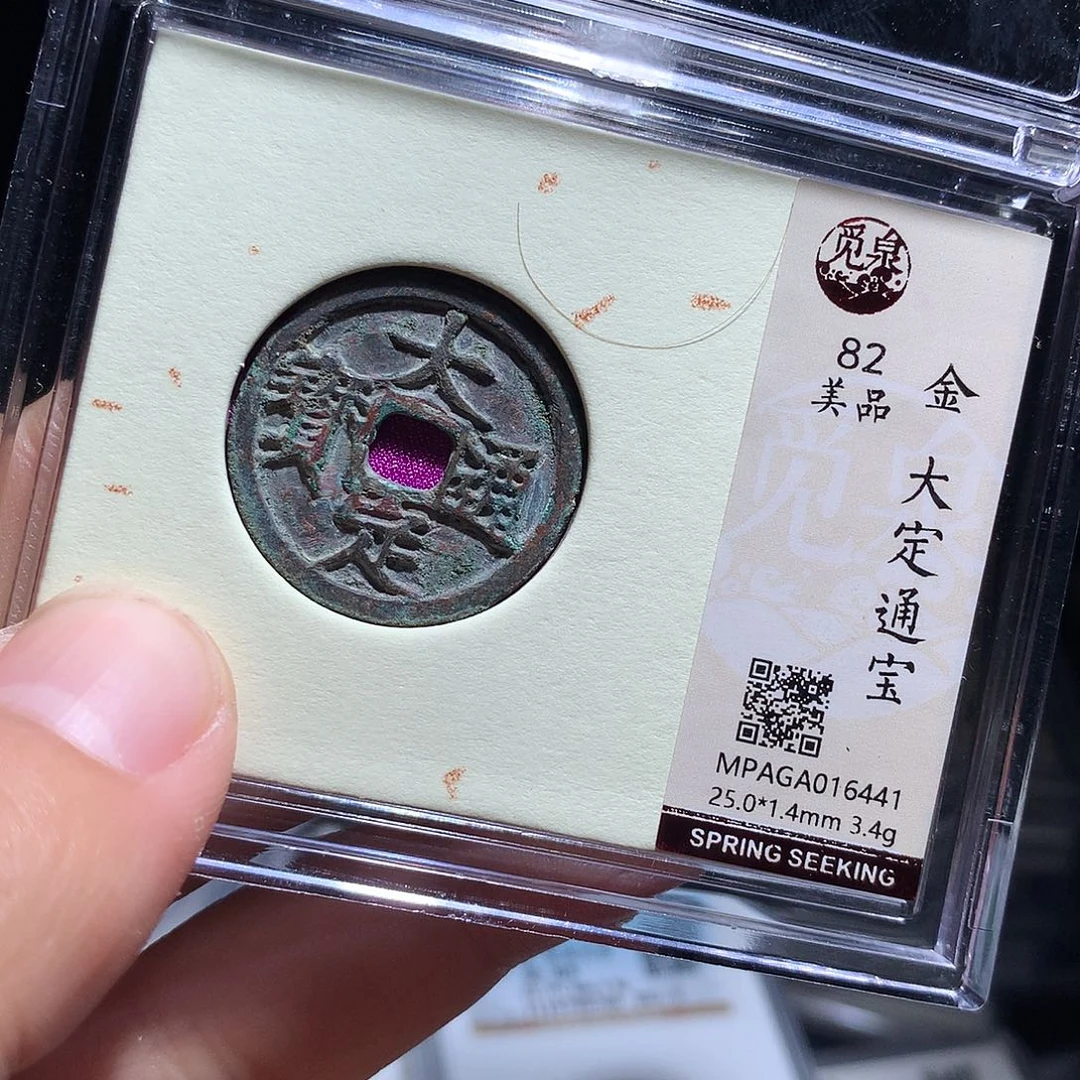 大定通寶
觅泉
82
美品
金
大定通宝
MPAGA016441
25.0*1.4mm 3.4g
SPRING SEEKING